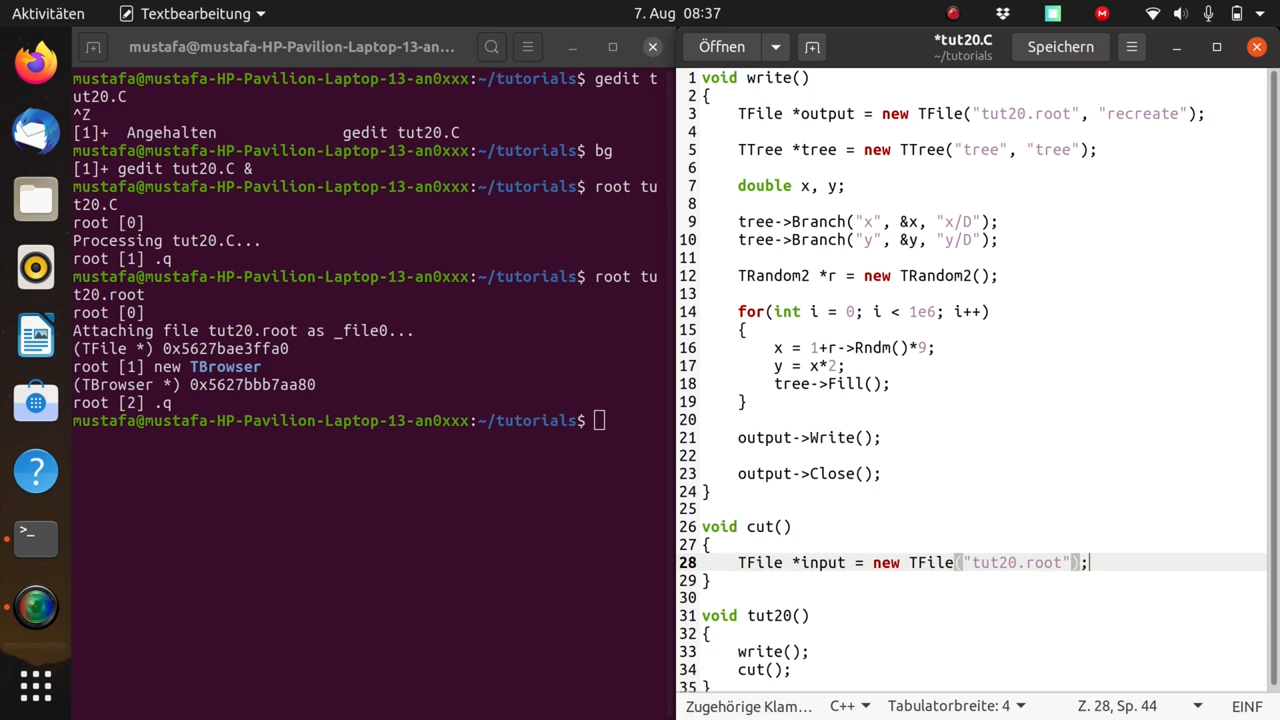 Aktivitäten
Textbearbeitung
7. Aug 08:37
mustafa@mustafa-HP-Pavilion-Laptop-13-an...
mustafa@mustafa-HP-Pavilion-Laptop-13-an0xxx:~/tutorials$ gedit t
ut20.C
^Z
[1]+  Angehalten              gedit tut20.C
mustafa@mustafa-HP-Pavilion-Laptop-13-an0xxx:~/tutorials$ bg
[1]+ gedit tut20.C &
mustafa@mustafa-HP-Pavilion-Laptop-13-an0xxx:~/tutorials$ root tu
t20.C
root [0]
Processing tut20.C...
root [1] .q
mustafa@mustafa-HP-Pavilion-Laptop-13-an0xxx:~/tutorials$ root tu
t20.root
root [0]
Attaching file tut20.root as _file0...
(TFile *) 0x5627bae3ffa0
root [1] new TBrowser
(TBrowser *) 0x5627bbb7aa80
root [2] .q
mustafa@mustafa-HP-Pavilion-Laptop-13-an0xxx:~/tutorials$
Öffnen
*tut20.C
~/tutorials
Speichern
1 void write()
2 {
3     TFile *output = new TFile("tut20.root", "recreate");
4
5     TTree *tree = new TTree("tree", "tree");
6
7     double x, y;
8
9     tree->Branch("x", &x, "x/D");
10     tree->Branch("y", &y, "y/D");
11
12     TRandom2 *r = new TRandom2();
13
14     for(int i = 0; i < 1e6; i++)
15     {
16         x = 1+r->Rndm()*9;
17         y = x*2;
18         tree->Fill();
19     }
20
21     output->Write();
22
23     output->Close();
24 }
25
26 void cut()
27 {
28     TFile *input = new TFile("tut20.root");
29 }
30
31 void tut20()
32 {
33     write();
34     cut();
35 }
Zugehörige Klam...
C++
Tabulatorbreite: 4
Z. 28, Sp. 44
EINF